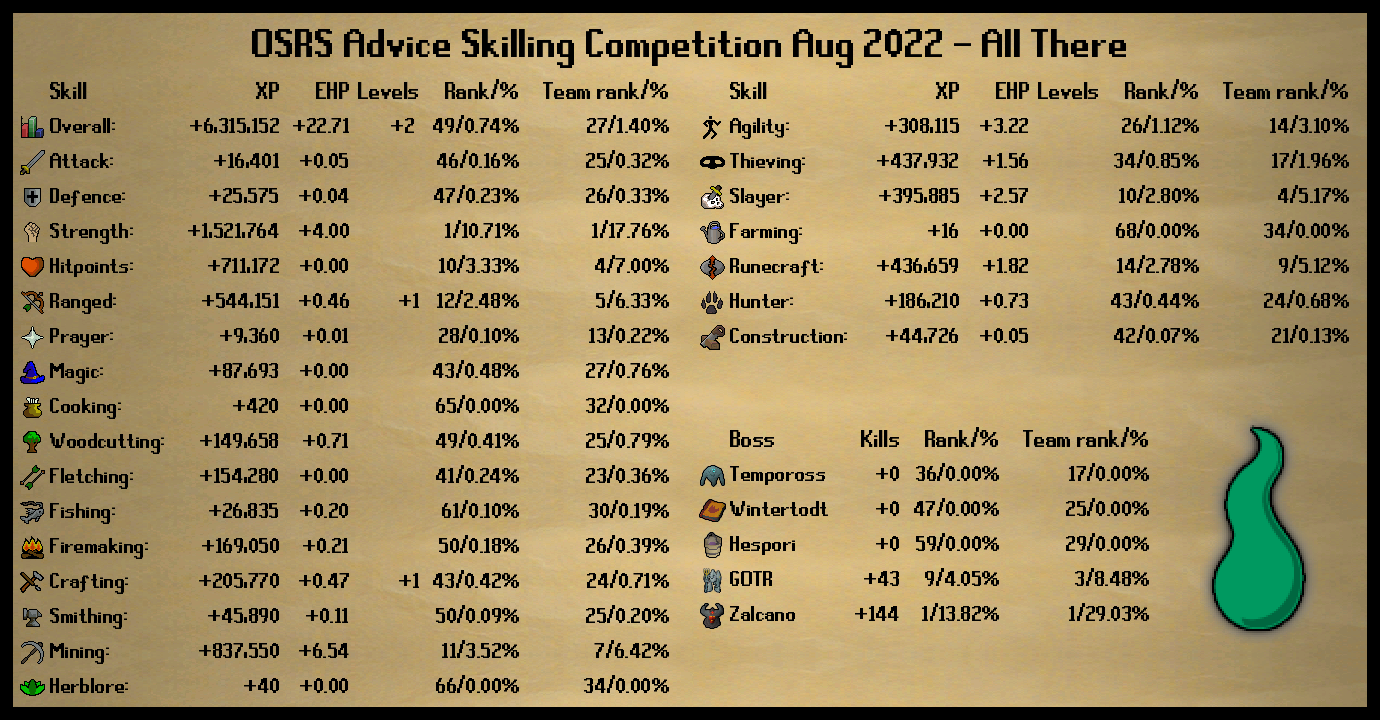 OSRS Advice Skilling Competition Aug 2022 - All There
Skill XP EHP Levels Rank/% Team rank/%
Overall: +6,315,152 +22.71 +2 49/0.74% 27/1.40%
Attack: +16,401 +0.05 46/0.16% 25/0.32%
Defence: +25,575 +0.04 47/0.23% 26/0.33%
Strength: +1,521,764 +4.00 1/10.71% 1/17.76%
Hitpoints: +711,172 +0.00 10/3.33% 4/7.00%
Ranged: +544,151 +0.46 +1 12/2.48% 5/6.33%
Prayer: +9,360 +0.01 28/0.10% 13/0.22%
Magic: +87,693 +0.00 43/0.48% 27/0.76%
Cooking: +420 +0.00 65/0.00% 32/0.00%
Woodcutting: +149,658 +0.71 49/0.41% 25/0.79%
Fletching: +154,280 +0.00 41/0.24% 23/0.36%
Fishing: +26,835 +0.20 61/0.10% 30/0.19%
Firemaking: +169,050 +0.21 50/0.18% 26/0.39%
Crafting: +205,770 +0.47 +1 43/0.42% 24/0.71%
Smithing: +45,890 +0.11 50/0.09% 25/0.20%
Mining: +837,550 +6.54 11/3.52% 7/6.42%
Herblore: +40 +0.00 66/0.00% 34/0.00%
Skill XP EHP Levels Rank/% Team rank/%
Agility: +308,115 +3.22 26/1.12% 14/3.10%
Thieving: +437,932 +1.56 34/0.85% 17/1.96%
Slayer: +395,885 +2.57 10/2.80% 4/5.17%
Farming: +16 +0.00 68/0.00% 34/0.00%
Runecraft: +436,659 +1.82 14/2.78% 9/5.12%
Hunter: +186,210 +0.73 43/0.44% 24/0.68%
Construction: +44,726 +0.05 42/0.07% 21/0.13%
Boss Kills Rank/% Team rank/%
Tempoross +0 36/0.00% 17/0.00%
Wintertodt +0 47/0.00% 25/0.00%
Hespori +0 59/0.00% 29/0.00%
GOTR +43 9/4.05% 3/8.48%
Zalcano +144 1/13.82% 1/29.03%